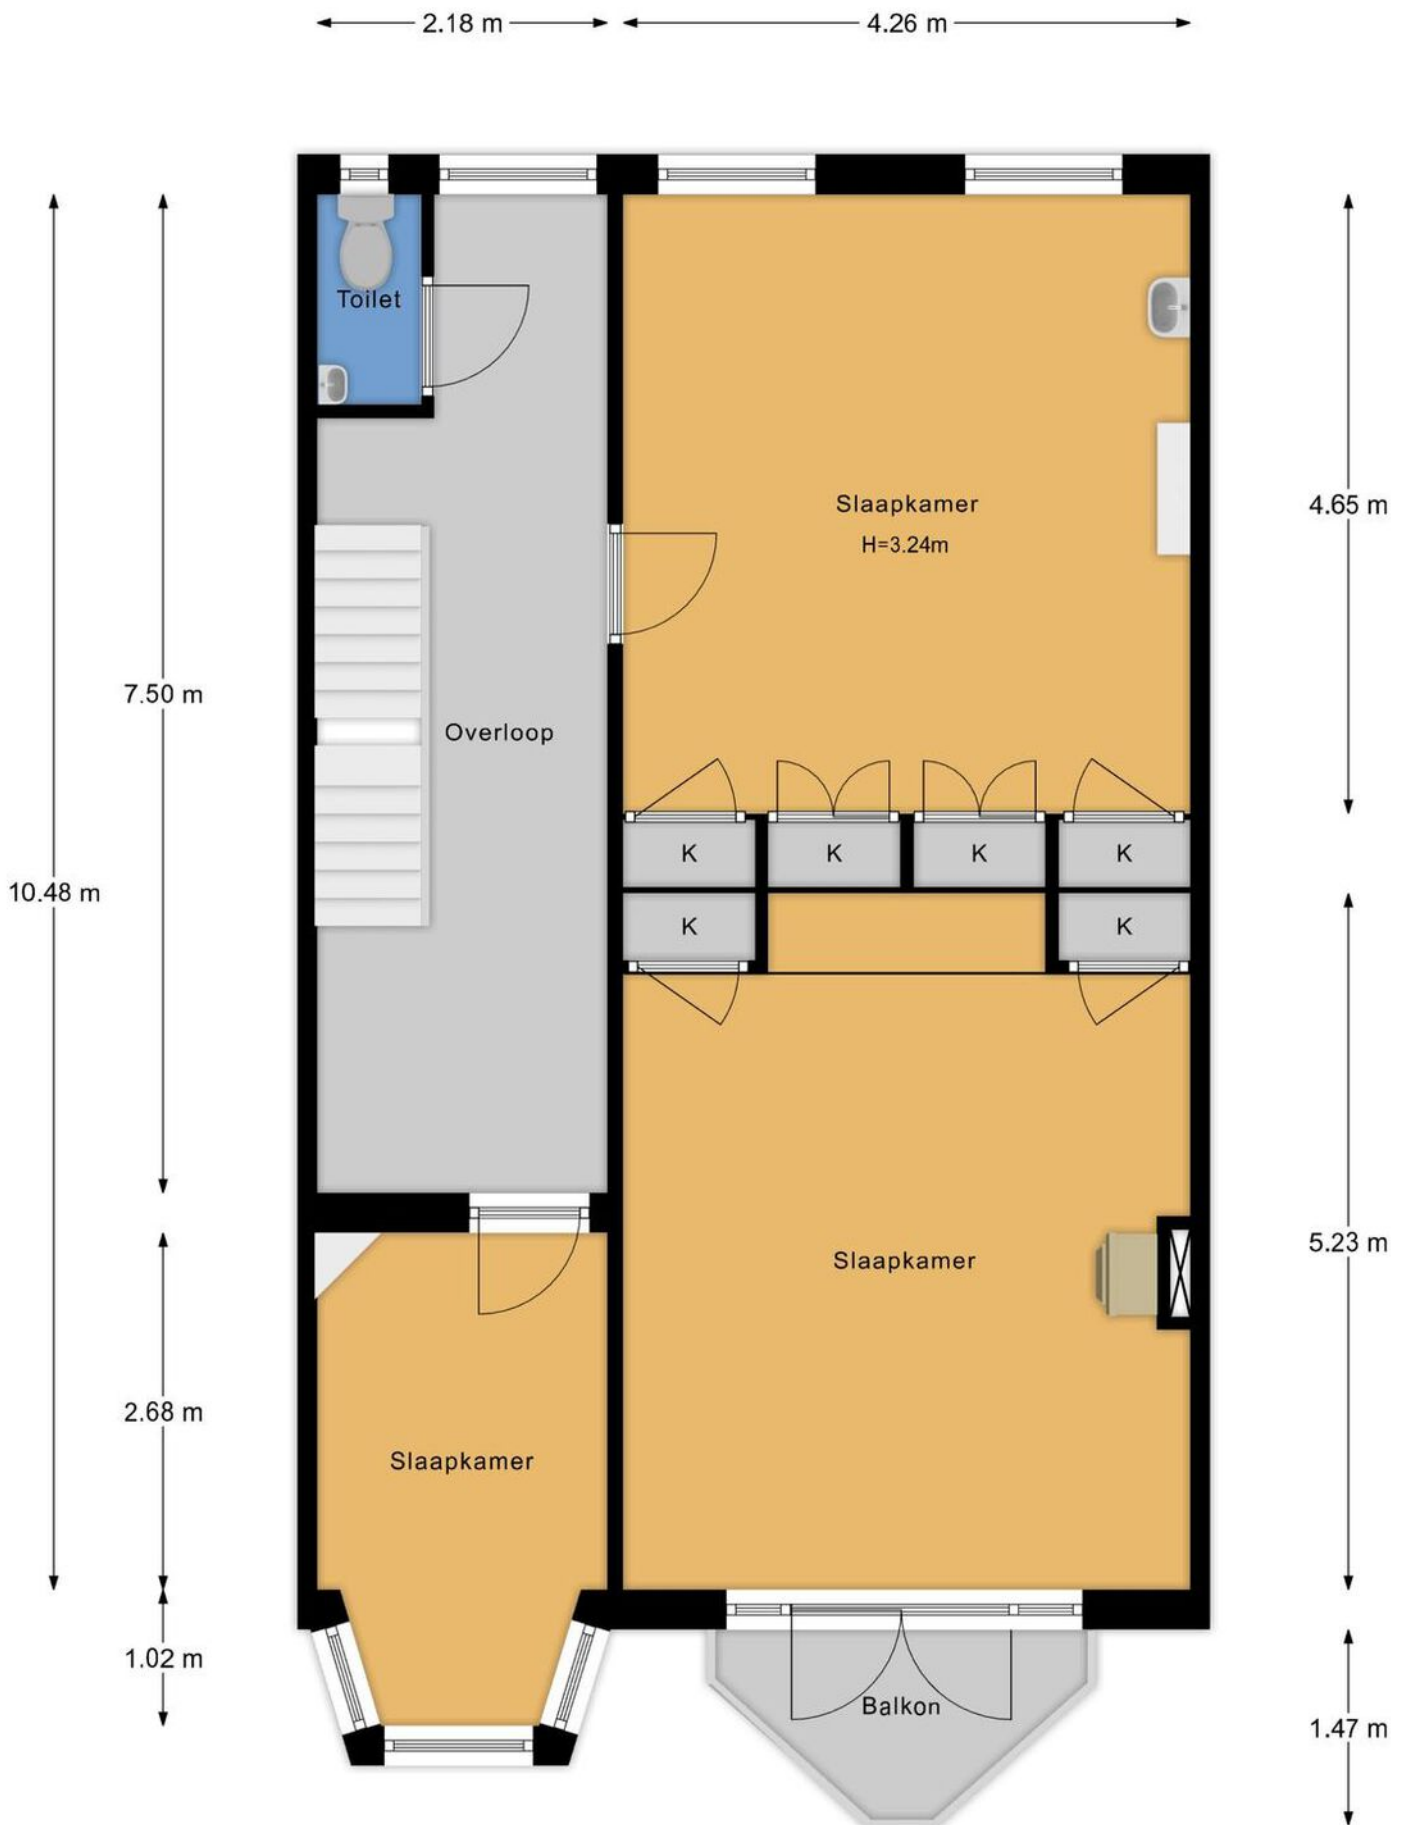 2.18 m
4.26 m
Toilet
Slaapkamer
H=3.24m
4.65 m
7.50 m
Overloop
K
K
K
K
10.48 m
K
K
5.23 m
Slaapkamer
2.68 m
Slaapkamer
1.02 m
Balkon
1.47 m